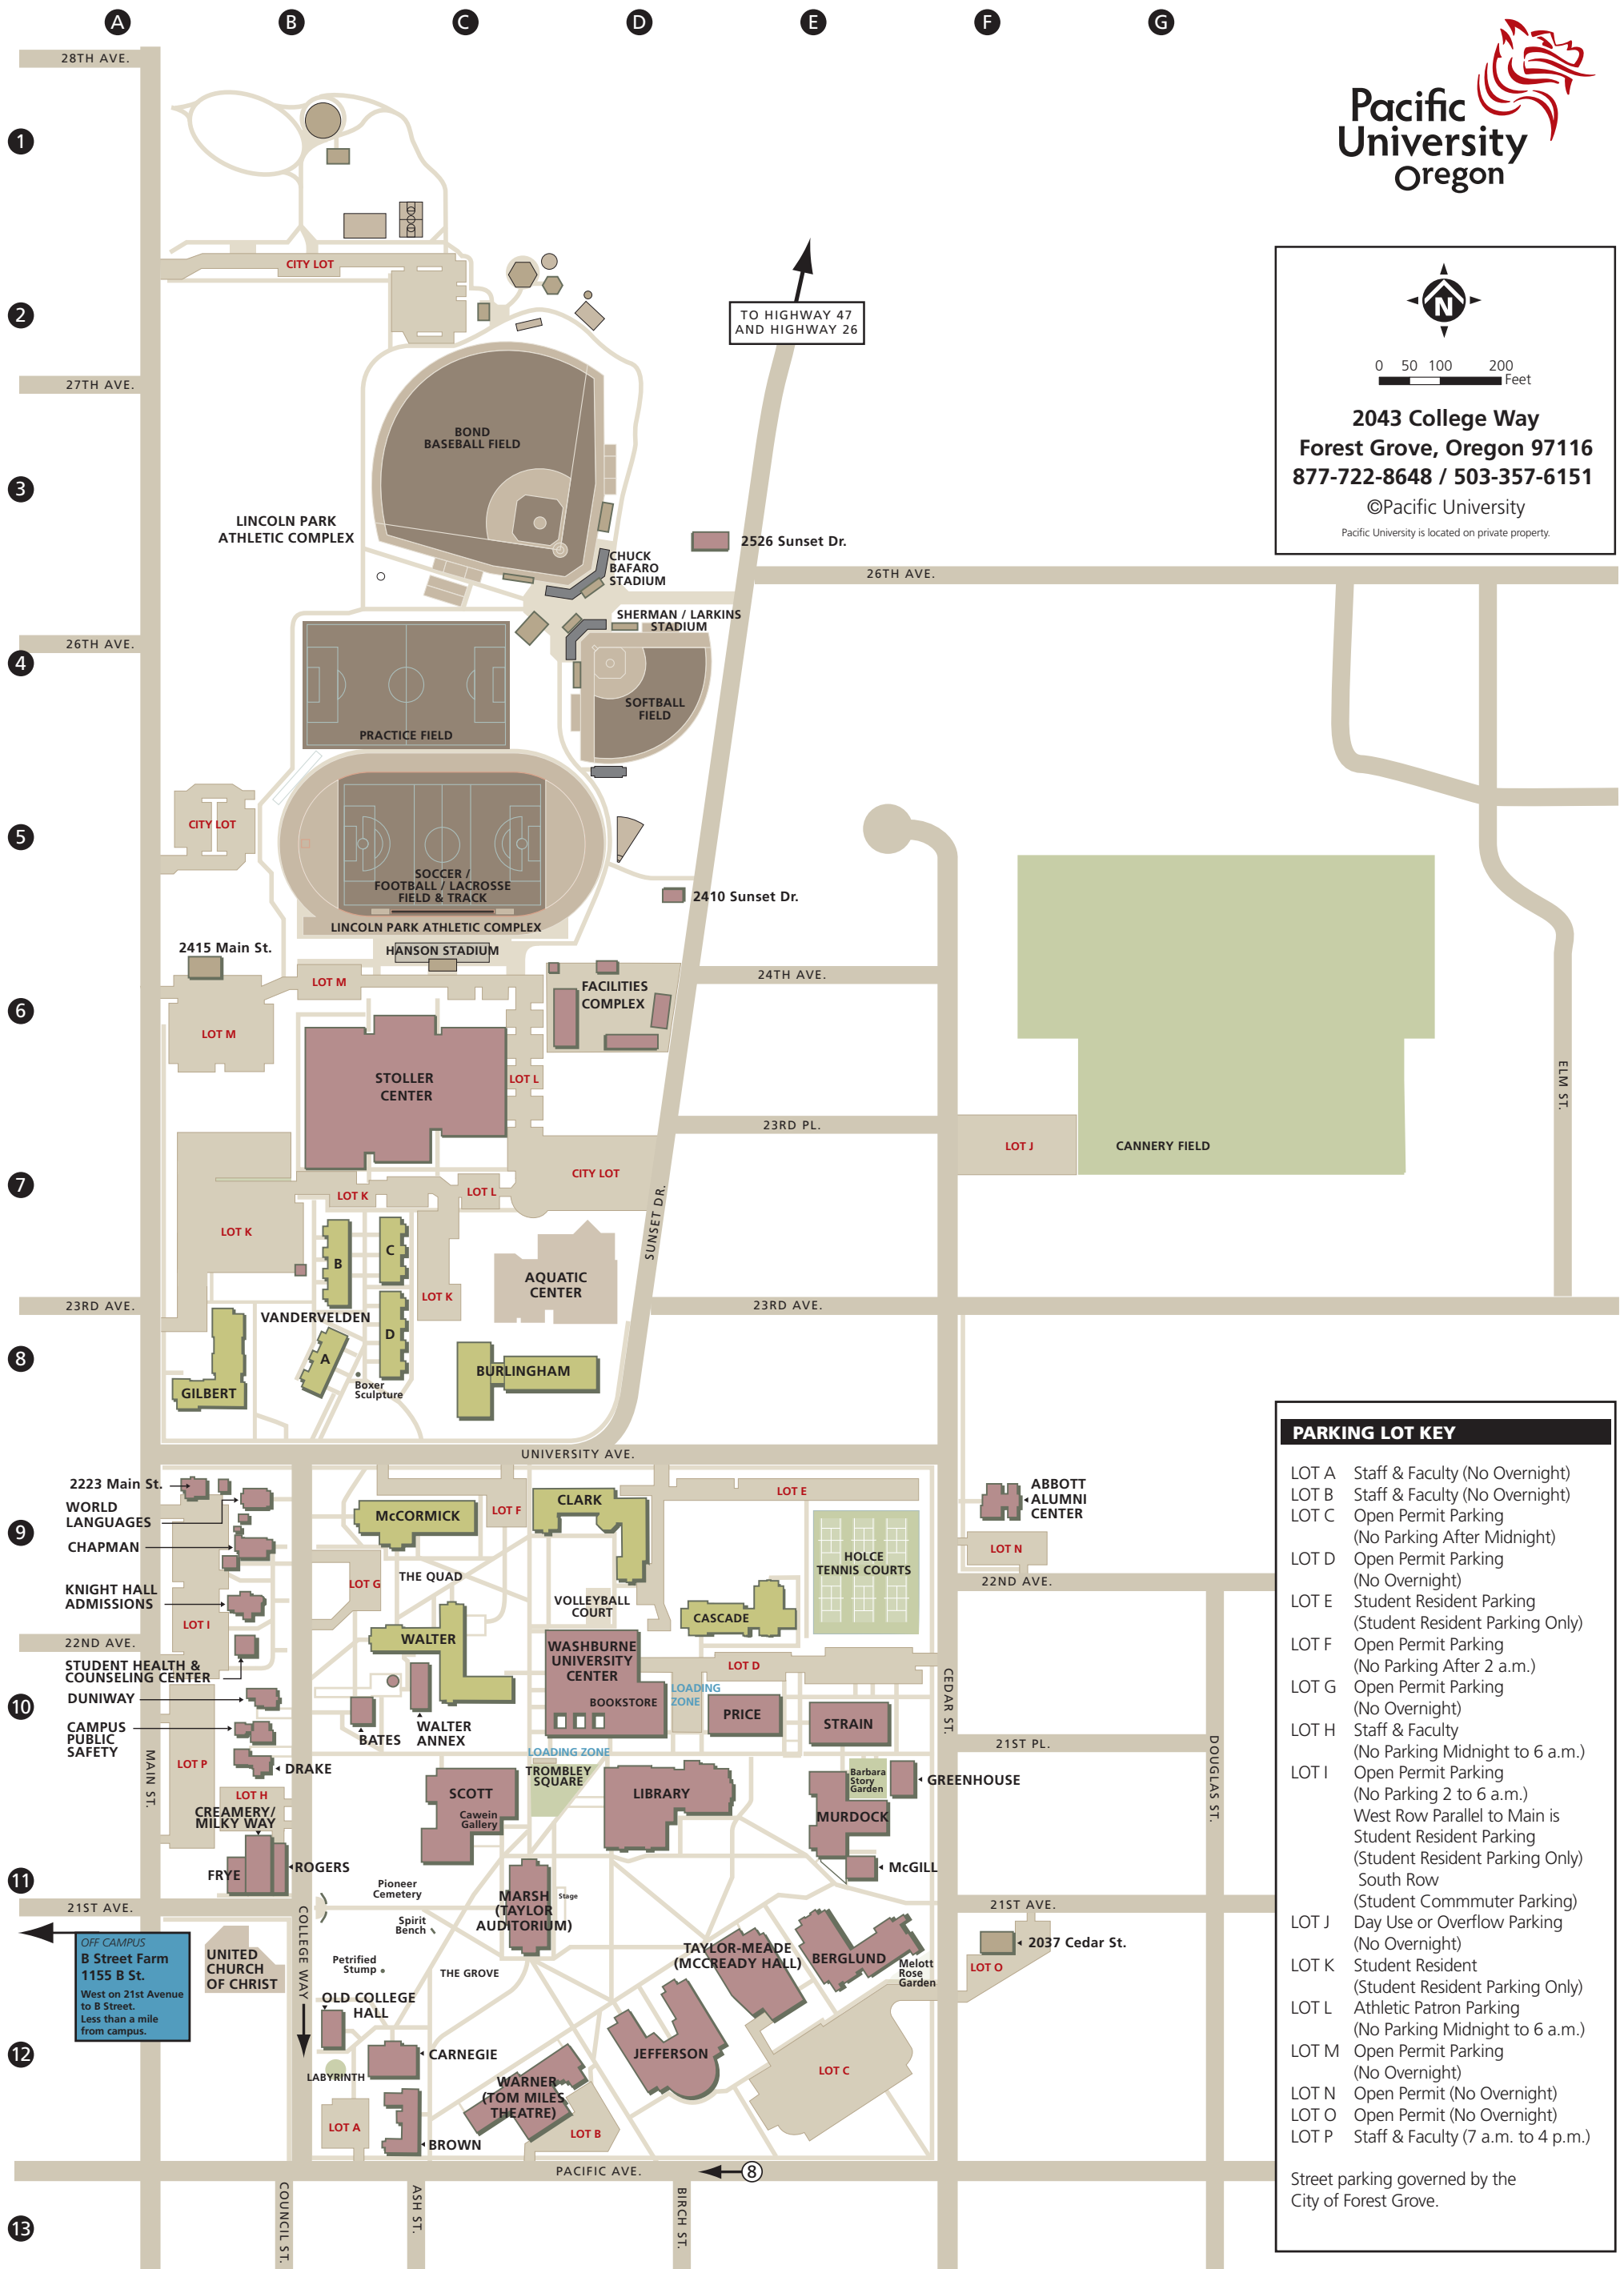 A B C D E F G
1
2
3
4
5
6
7
8
9
10
11
12
13
Pacific
University
Oregon
N
0 50 100 200
Feet
2043 College Way
Forest Grove, Oregon 97116
877-722-8648 / 503-357-6151
©Pacific University
Pacific University is located on private property.
28TH AVE.
CITY LOT
TO HIGHWAY 47
AND HIGHWAY 26
27TH AVE.
BOND
BASEBALL FIELD
LINCOLN PARK
ATHLETIC COMPLEX
2526 Sunset Dr.
CHUCK
BAFARO
STADIUM
26TH AVE.
SHERMAN / LARKINS
STADIUM
26TH AVE.
SOFTBALL
FIELD
PRACTICE FIELD
CITY LOT
SOCCER /
FOOTBALL / LACROSSE
FIELD & TRACK
2410 Sunset Dr.
LINCOLN PARK ATHLETIC COMPLEX
2415 Main St.
HANSON STADIUM
LOT M
24TH AVE.
FACILITIES
COMPLEX
LOT M
STOLLER
CENTER
LOT L
ELM ST.
23RD PL.
LOT J
CANNERY FIELD
CITY LOT
LOT K
LOT L
SUNSET DR.
LOT K
B
C
AQUATIC
CENTER
LOT K
23RD AVE.
23RD AVE.
VANDERVELDEN
D
A
BURLINGHAM
GILBERT
Boxer
Sculpture
UNIVERSITY AVE.
2223 Main St.
WORLD
LANGUAGES
CHAPMAN
KNIGHT HALL
ADMISSIONS
LOT I
22ND AVE.
STUDENT HEALTH &
COUNSELING CENTER
DUNIWAY
CAMPUS
PUBLIC
SAFETY
MAIN ST.
LOT P
DRAKE
LOT H
CREAMERY/
MILKY WAY
FRYE
ROGERS
McCORMICK
LOT F
CLARK
LOT E
ABBOTT
ALUMNI
CENTER
LOT N
HOLCE
TENNIS COURTS
22ND AVE.
LOT G
THE QUAD
VOLLEYBALL
COURT
CASCADE
WALTER
WASHBURNE
UNIVERSITY
CENTER
BOOKSTORE
LOT D
LOADING
ZONE
PRICE
STRAIN
CEDAR ST.
BATES
WALTER
ANNEX
LOADING ZONE
TROMBLEY
SQUARE
21ST PL.
DOUGLAS ST.
SCOTT
Cawein
Gallery
LIBRARY
Barbara
Story
Garden
GREENHOUSE
MURDOCK
McGILL
21ST AVE.
Pioneer
Cemetery
MARSH
(TAYLOR
AUDITORIUM)
Stage
21ST AVE.
Spirit
Bench
COLLEGE WAY
OFF CAMPUS
B Street Farm
1155 B St.
West on 21st Avenue
to B Street.
Less than a mile
from campus.
UNITED
CHURCH
OF CHRIST
Petrified
Stump
THE GROVE
TAYLOR-MEADE
(MCCREADY HALL)
BERGLUND
Melott
Rose
Garden
2037 Cedar St.
LOT O
OLD COLLEGE
HALL
CARNEGIE
LABYRINTH
JEFFERSON
LOT C
WARNER
(TOM MILES
THEATRE)
LOT A
LOT B
BROWN
PACIFIC AVE.
8
COUNCIL ST.
ASH ST.
BIRCH ST.
PARKING LOT KEY
LOT A Staff & Faculty (No Overnight)
LOT B Staff & Faculty (No Overnight)
LOT C Open Permit Parking
(No Parking After Midnight)
LOT D Open Permit Parking
(No Overnight)
LOT E Student Resident Parking
(Student Resident Parking Only)
LOT F Open Permit Parking
(No Parking After 2 a.m.)
LOT G Open Permit Parking
(No Overnight)
LOT H Staff & Faculty
(No Parking Midnight to 6 a.m.)
LOT I Open Permit Parking
(No Parking 2 to 6 a.m.)
West Row Parallel to Main is
Student Resident Parking
(Student Resident Parking Only)
South Row
(Student Commmuter Parking)
LOT J Day Use or Overflow Parking
(No Overnight)
LOT K Student Resident
(Student Resident Parking Only)
LOT L Athletic Patron Parking
(No Parking Midnight to 6 a.m.)
LOT M Open Permit Parking
(No Overnight)
LOT N Open Permit (No Overnight)
LOT O Open Permit (No Overnight)
LOT P Staff & Faculty (7 a.m. to 4 p.m.)
Street parking governed by the
City of Forest Grove.